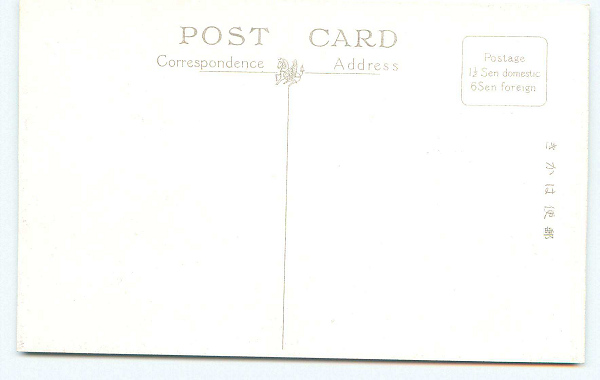 POST CARD
Correspondence Address
Postage
1½ Sen domestic
6Sen foreign
郵便はかき